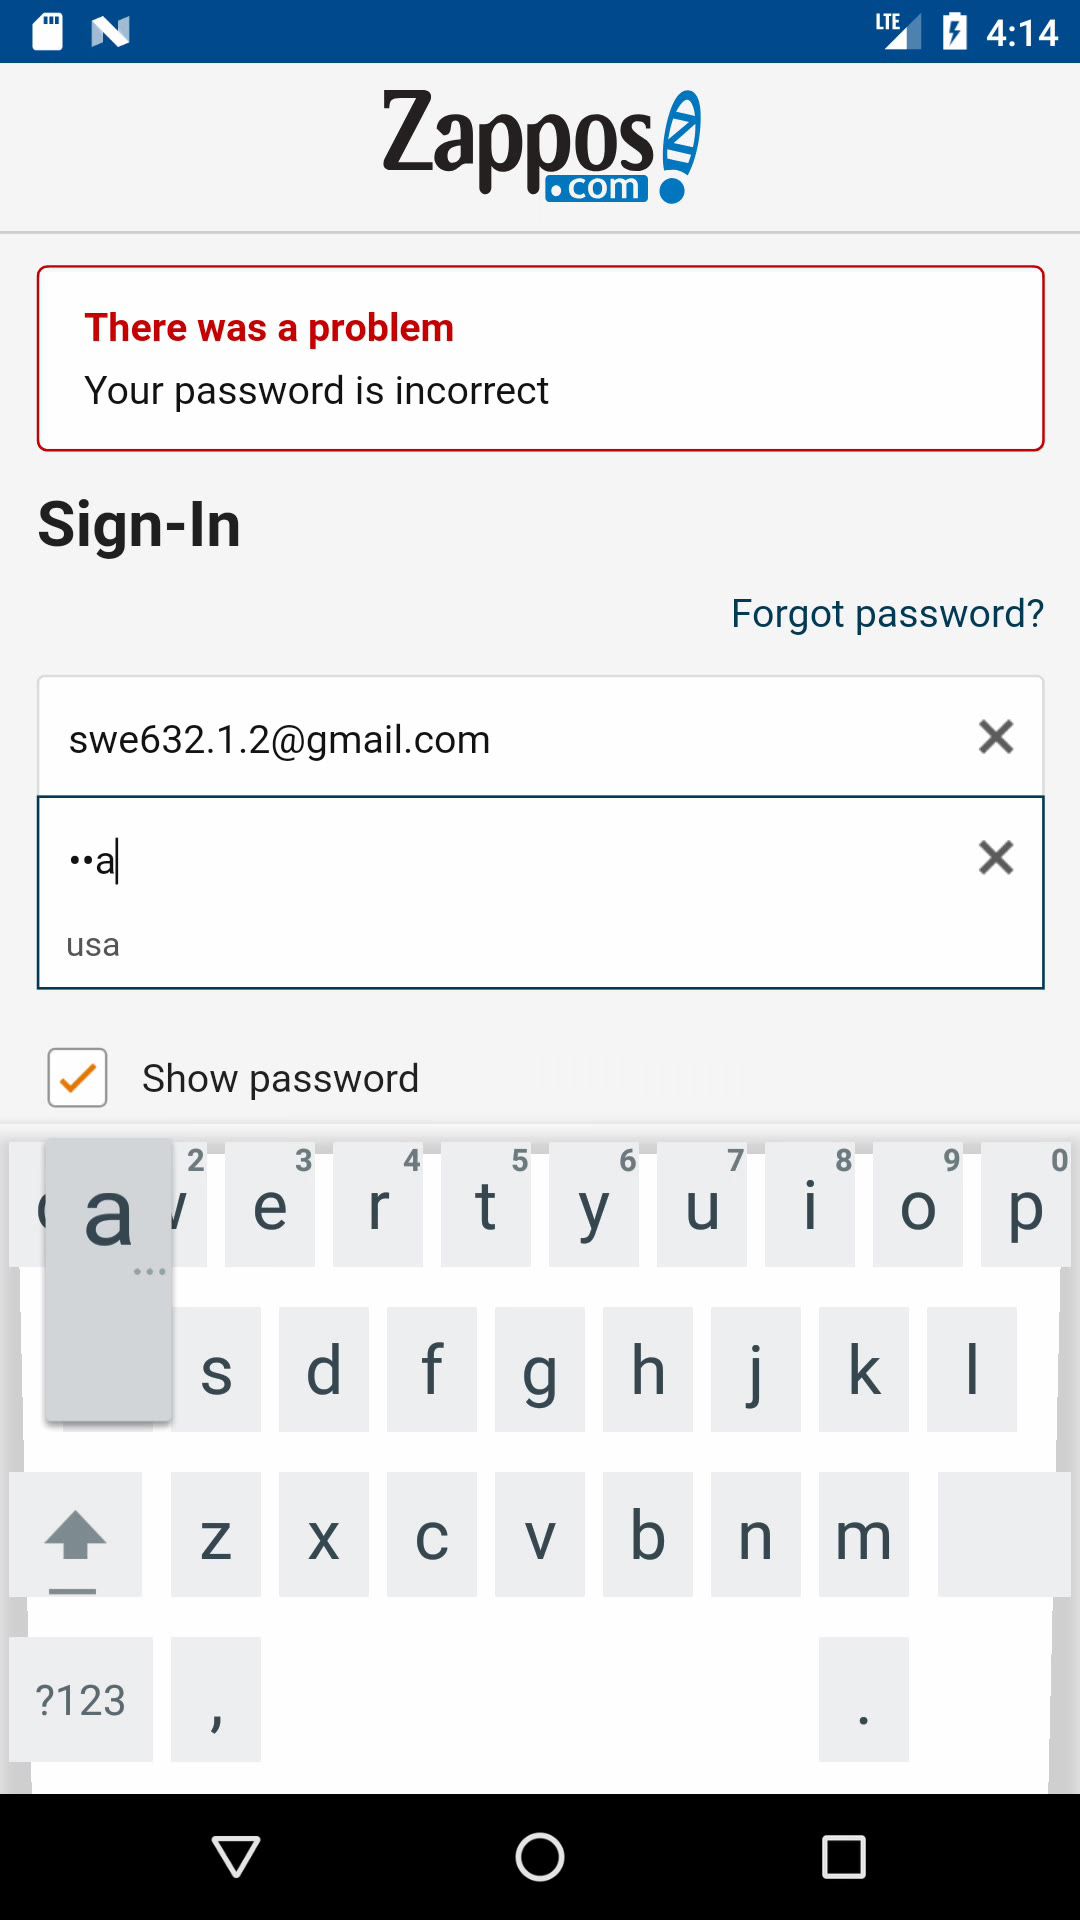 LTE 4:14
Zappos
.com
There was a problem
Your password is incorrect
Sign-In
Forgot password?
swe632.1.2@gmail.com
••a
usa
Show password
2 3 4 5 6 7 8 9 0
a e r t y u i o p
s d f g h j k l
z x c v b n m
?123 , .